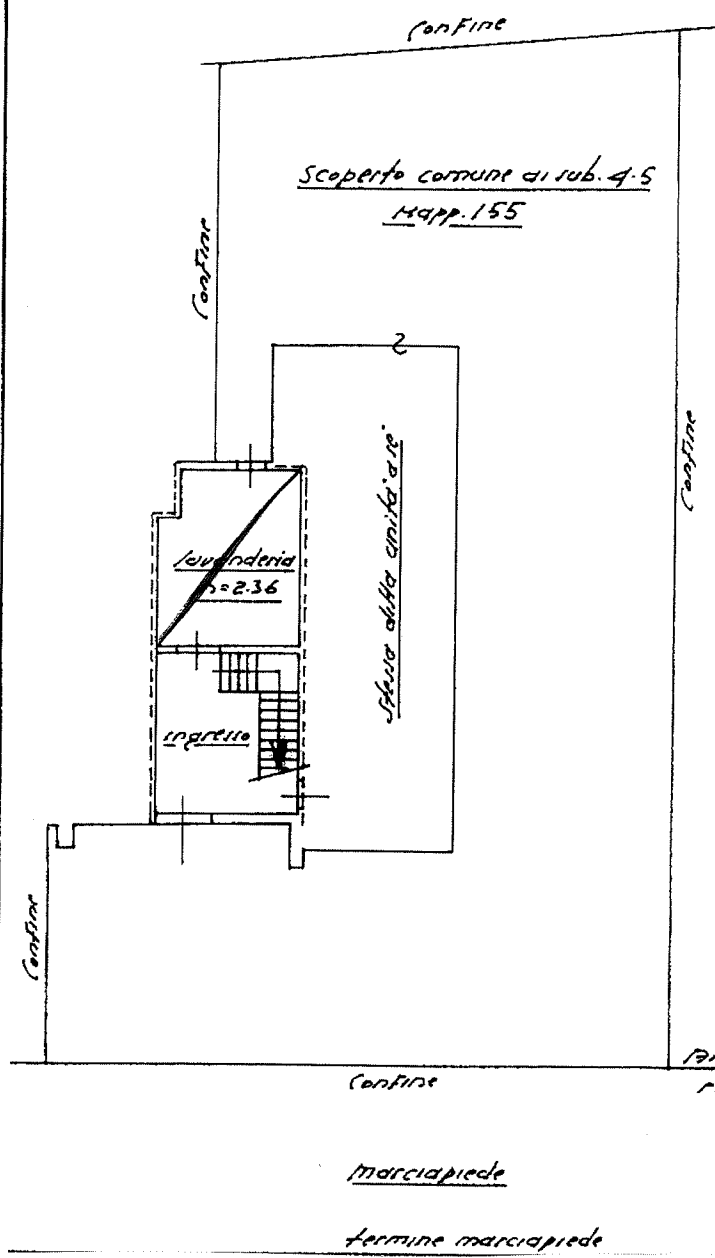 Confine
Scoperto comune ai sub. 4-5
Mapp. 155
Confine
Confine
stessa ditta unità a sè
lavanderia
h=2.36
ingresso
Confine
Confine
marciapiede
termine marciapiede